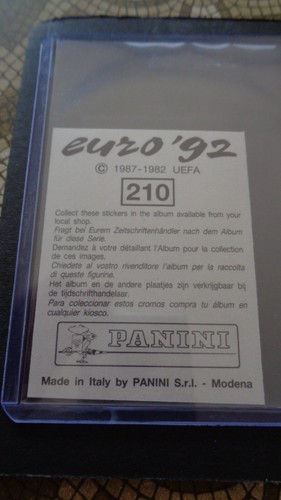 euro '92
© 1987-1982 UEFA
210
Collect these stickers in the album available from your
local shop.
Fragt bei Eurem Zeitschriftenhändler nach dem Album
für diese Serie.
Demandez à votre détaillant l'Album pour la collection
de ces images.
Chiedete al vostro rivenditore l'album per la raccolta
di queste figurine.
Het album en de andere plaatjes zijn verkrijgbaar bij
de tijdschrifthandelaar.
Para coleccionar estos cromos compra tu álbum en
cualquier kiosco.
PANINI
Made in Italy by PANINI S.r.l. - Modena